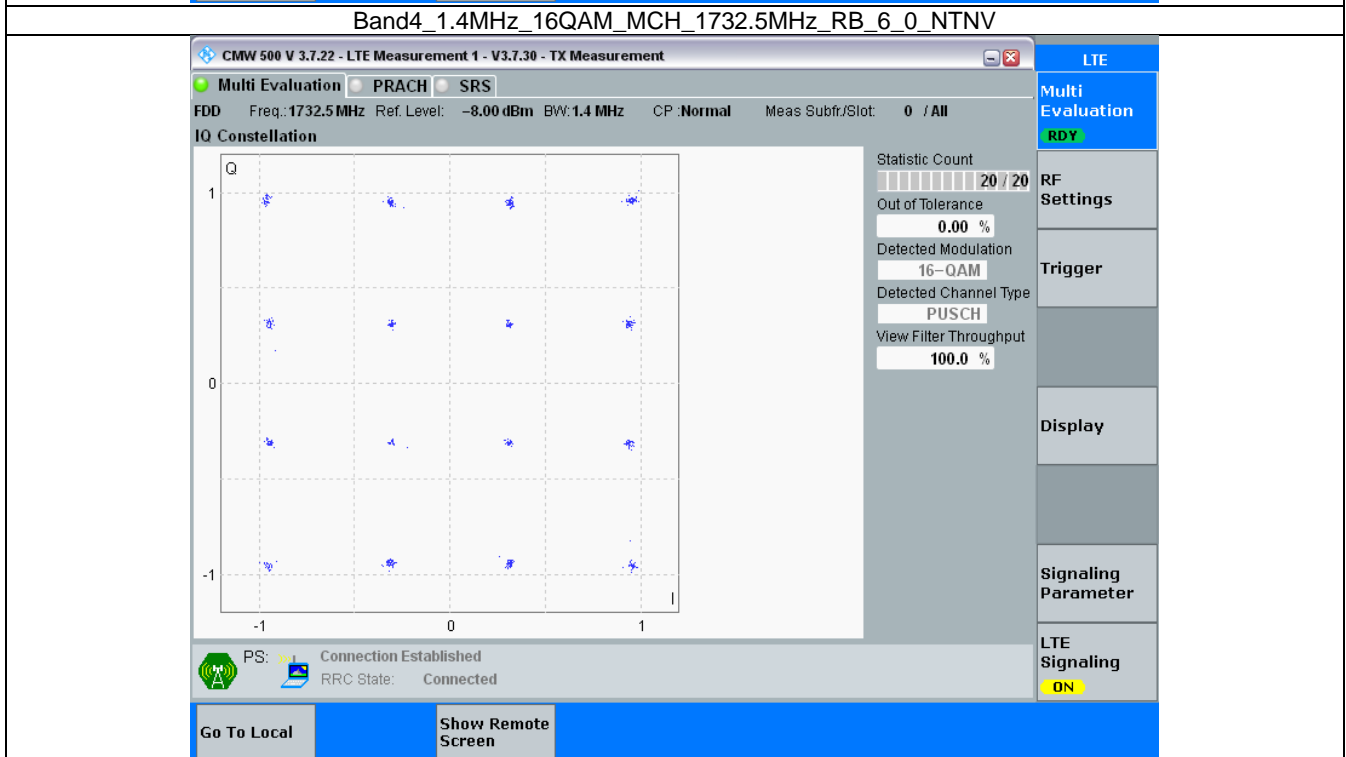 Band4_1.4MHz_16QAM_MCH_1732.5MHz_RB_6_0_NTNV
CMW 500 V 3.7.22 - LTE Measurement 1 - V3.7.30 - TX Measurement
LTE
Multi Evaluation PRACH SRS
Multi
Evaluation
RDY
FDD Freq.: 1732.5 MHz Ref. Level: −8.00 dBm BW: 1.4 MHz CP : Normal Meas Subfr./Slot: 0 / All
IQ Constellation
Q
1
0
-1
I
-1 0 1
Statistic Count
20 / 20
Out of Tolerance
0.00 %
Detected Modulation
16−QAM
Detected Channel Type
PUSCH
View Filter Throughput
100.0 %
RF
Settings
Trigger
Display
Signaling
Parameter
LTE
Signaling
ON
PS: Connection Established
RRC State: Connected
Go To Local
Show Remote
Screen